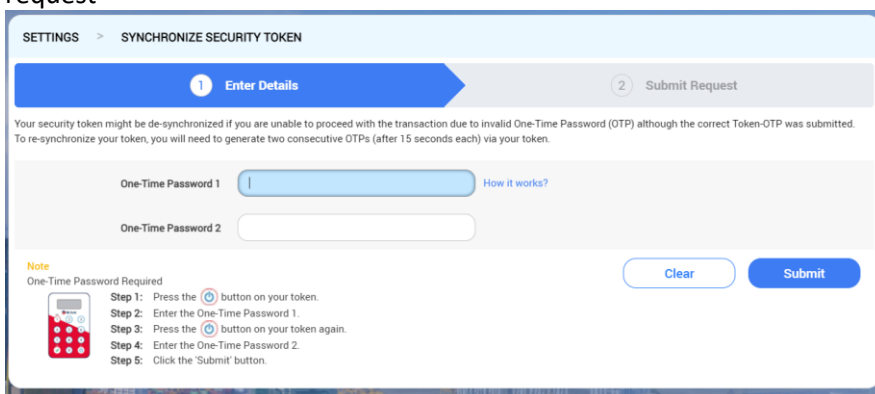 request
SETTINGS > SYNCHRONIZE SECURITY TOKEN
1 Enter Details
2 Submit Request
Your security token might be de-synchronized if you are unable to proceed with the transaction due to invalid One-Time Password (OTP) although the correct Token-OTP was submitted.
To re-synchronize your token, you will need to generate two consecutive OTPs (after 15 seconds each) via your token.
One-Time Password 1
How it works?
One-Time Password 2
Note
One-Time Password Required
Clear
Submit
Step 1: Press the button on your token.
Step 2: Enter the One-Time Password 1.
Step 3: Press the button on your token again.
Step 4: Enter the One-Time Password 2.
Step 5: Click the 'Submit' button.